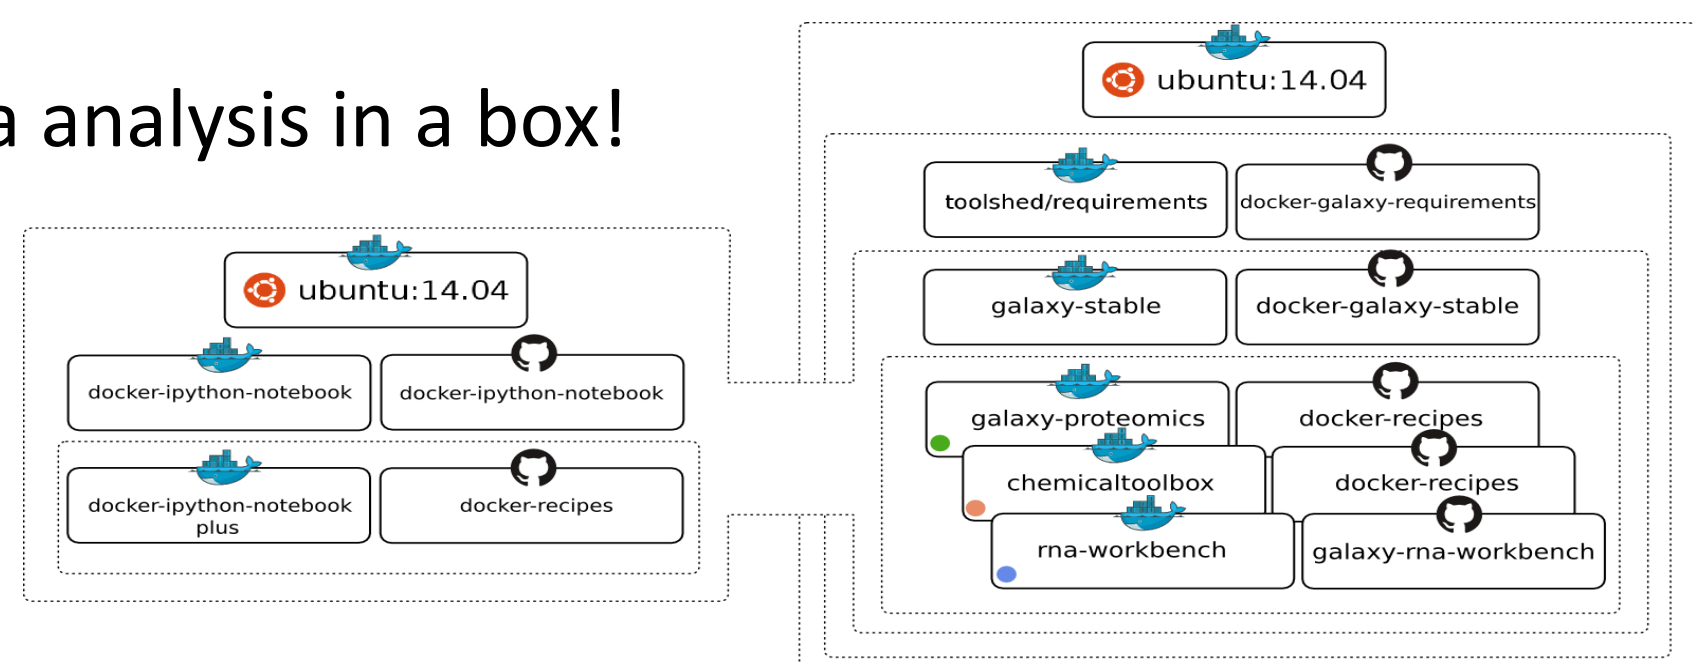 a analysis in a box!
ubuntu:14.04
docker-ipython-notebook
docker-ipython-notebook
docker-ipython-notebook
plus
docker-recipes
ubuntu:14.04
toolshed/requirements
docker-galaxy-requirements
galaxy-stable
docker-galaxy-stable
galaxy-proteomics
docker-recipes
chemicaltoolbox
docker-recipes
rna-workbench
galaxy-rna-workbench